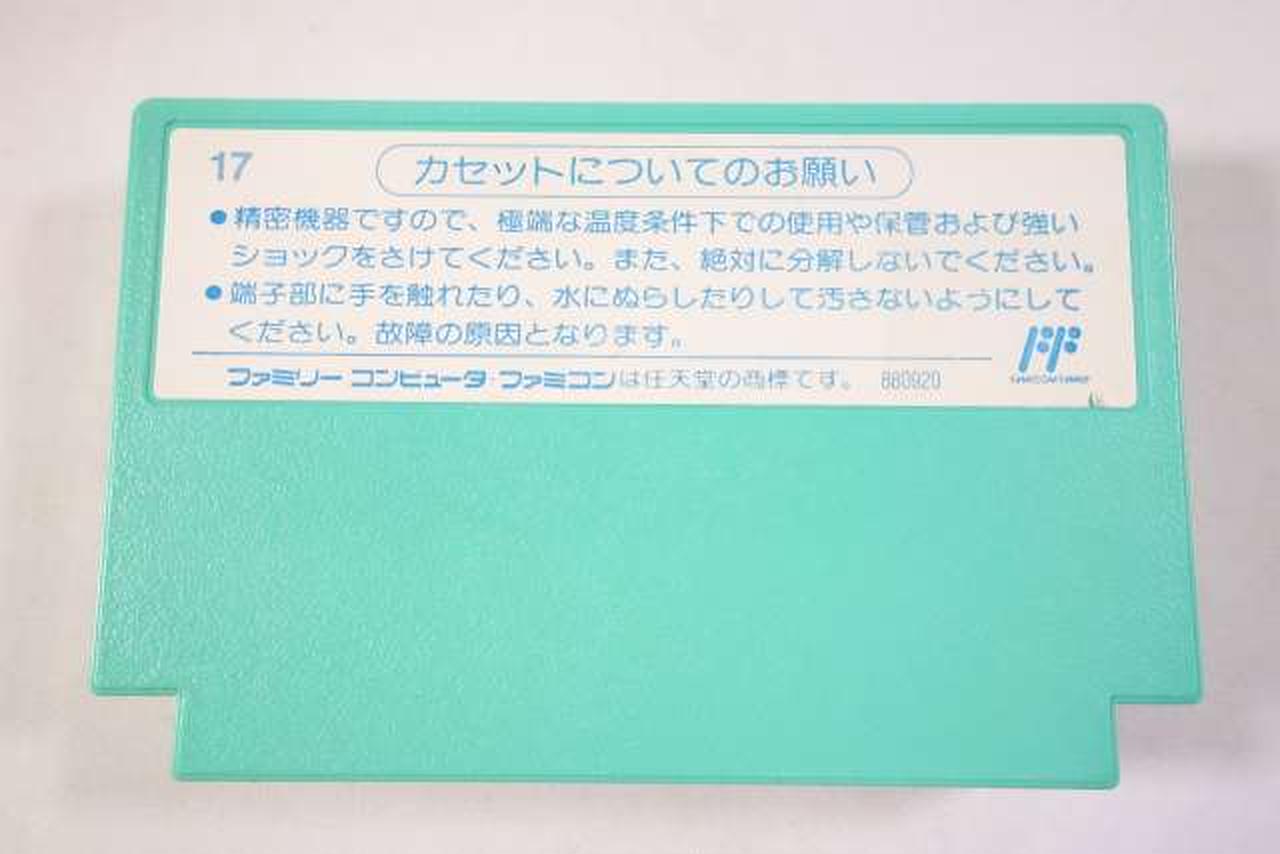 17
カセットについてのお願い
●精密機器ですので、極端な温度条件下での使用や保管および強い
ショックをさけてください。また、絶対に分解しないでください。
●端子部に手を触れたり、水にぬらしたりして汚さないようにして
ください。故障の原因となります。
ファミリー コンピュータ・ファミコンは任天堂の商標です。 880920